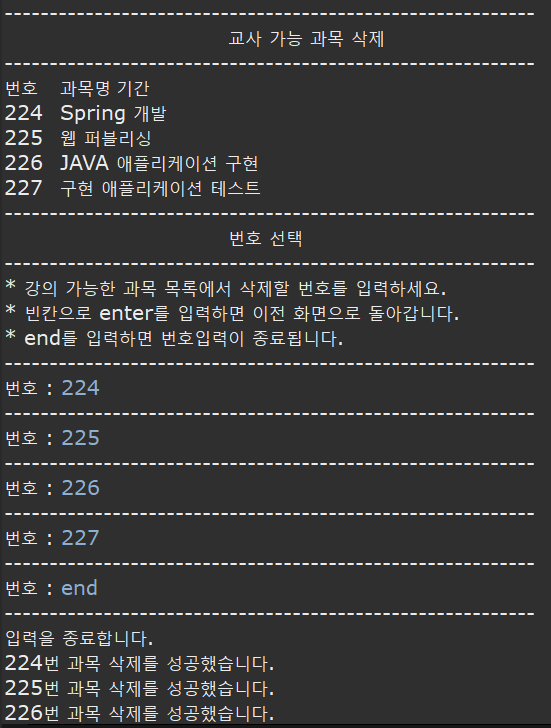 ------------------------------------------------------------
교사 가능 과목 삭제
------------------------------------------------------------
번호 과목명 기간
224 Spring 개발
225 웹 퍼블리싱
226 JAVA 애플리케이션 구현
227 구현 애플리케이션 테스트
------------------------------------------------------------
번호 선택
------------------------------------------------------------
* 강의 가능한 과목 목록에서 삭제할 번호를 입력하세요.
* 빈칸으로 enter를 입력하면 이전 화면으로 돌아갑니다.
* end를 입력하면 번호입력이 종료됩니다.
------------------------------------------------------------
번호 : 224
------------------------------------------------------------
번호 : 225
------------------------------------------------------------
번호 : 226
------------------------------------------------------------
번호 : 227
------------------------------------------------------------
번호 : end
------------------------------------------------------------
입력을 종료합니다.
224번 과목 삭제를 성공했습니다.
225번 과목 삭제를 성공했습니다.
226번 과목 삭제를 성공했습니다.